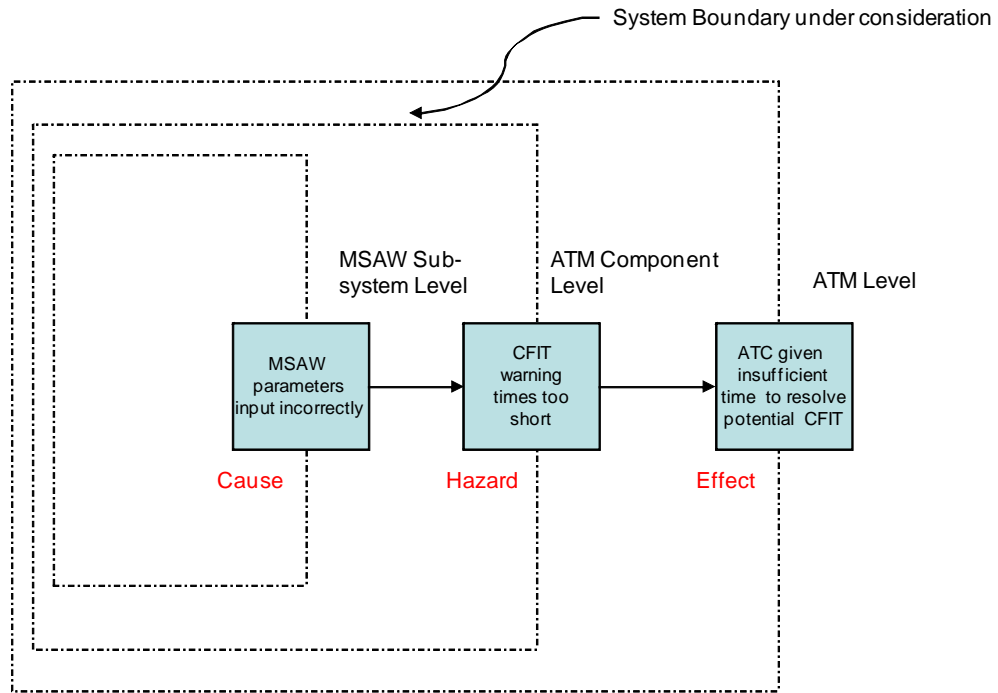 System Boundary under consideration
MSAW Sub-
system Level
ATM Component
Level
ATM Level
MSAW
parameters
input incorrectly
CFIT
warning
times too
short
ATC given
insufficient
time to resolve
potential CFIT
Cause
Hazard
Effect